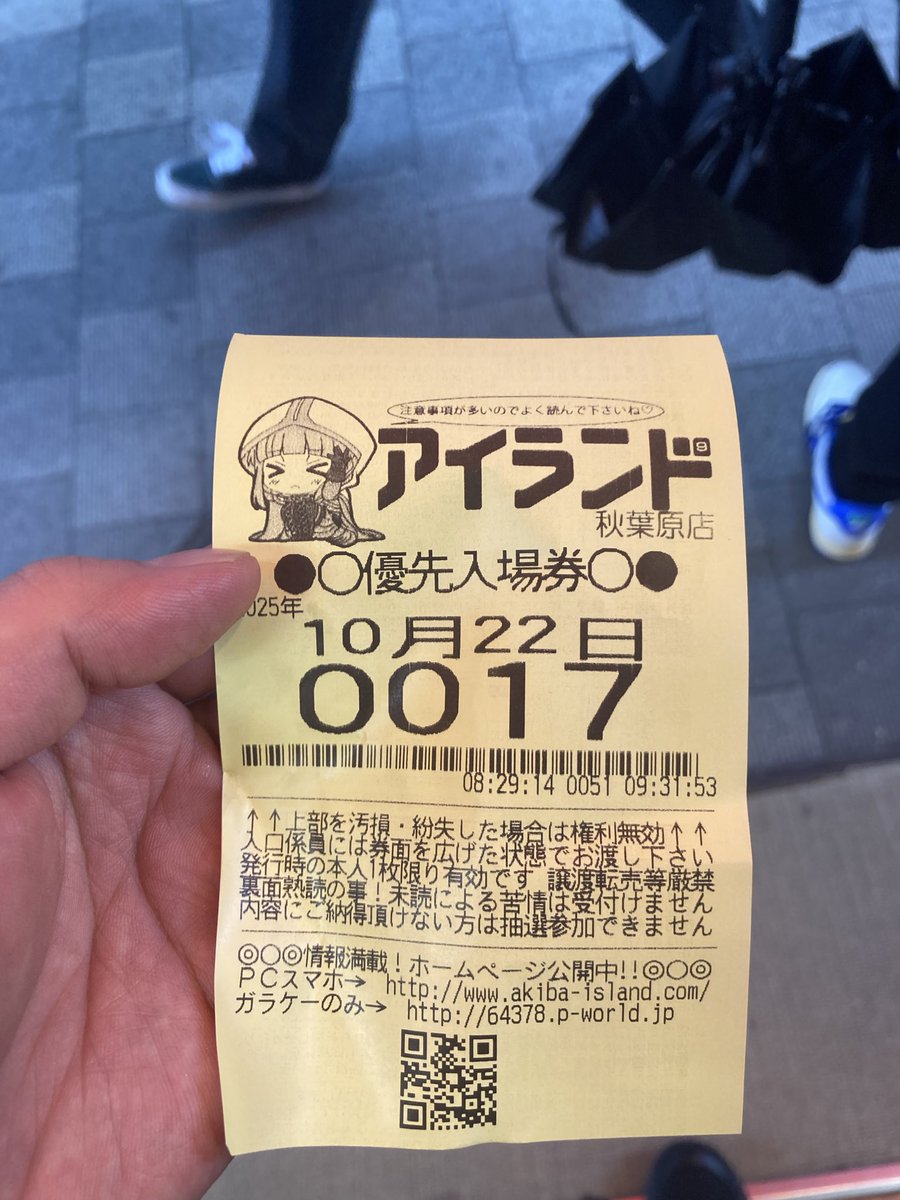 注意事項が多いのでよく読んで下さいね♡
アイランド
秋葉原店
●○優先入場券○●
025年
10月22日
0017
08:29:14 0051 09:31:53
↑↑上部を汚損・紛失した場合は権利無効↑↑
入口係員には券面を広げた状態でお渡し下さい
発行時の本人1枚限り有効です 譲渡転売等厳禁
裏面熟読の事！未読による苦情は受付けません
内容にご納得頂けない方は抽選参加できません
◎○◎情報満載！ホームページ公開中!!◎○◎
PCスマホ→ http://www.akiba-island.com/
ガラケーのみ→ http://64378.p-world.jp